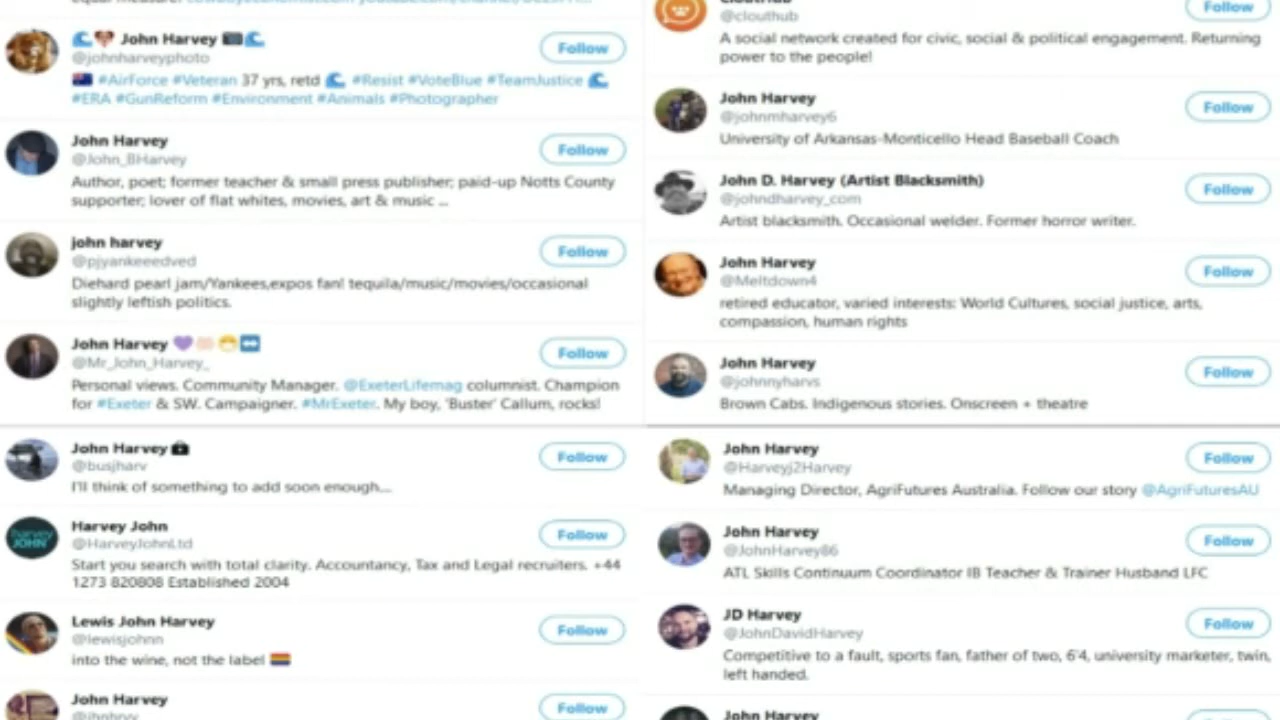 John Harvey
Follow
@johnharveyphoto
#AirForce #Veteran 37 yrs, retd #Resist #VoteBlue #TeamJustice
#ERA #GunReform #Environment #Animals #Photographer
John Harvey
Follow
@John_BHarvey
Author, poet; former teacher & small press publisher; paid-up Notts County
supporter; lover of flat whites, movies, art & music ...
john harvey
Follow
@pjyankeeedved
Diehard pearl jam/Yankees,expos fan! tequila/music/movies/occasional
slightly leftish politics.
John Harvey
Follow
@Mr_John_Harvey_
Personal views. Community Manager. @ExeterLifemag columnist. Champion
for #Exeter & SW. Campaigner. #MrExeter. My boy, 'Buster' Callum, rocks!
CloutHub
Follow
@clouthub
A social network created for civic, social & political engagement. Returning
power to the people!
John Harvey
Follow
@johnmharvey6
University of Arkansas-Monticello Head Baseball Coach
John D. Harvey (Artist Blacksmith)
Follow
@johndharvey_com
Artist blacksmith. Occasional welder. Former horror writer.
John Harvey
Follow
@Meltdown4
retired educator, varied interests: World Cultures, social justice, arts,
compassion, human rights
John Harvey
Follow
@johnnyharvs
Brown Cabs. Indigenous stories. Onscreen + theatre
John Harvey
Follow
@busjharv
I'll think of something to add soon enough...
Harvey John
Follow
@HarveyJohnLtd
harvey
JOHN
Start you search with total clarity. Accountancy, Tax and Legal recruiters. +44
1273 820808 Established 2004
Lewis John Harvey
Follow
@lewisjohnn
into the wine, not the label
John Harvey
Follow
@jhnhrvy
John Harvey
Follow
@Harveyj2Harvey
Managing Director, AgriFutures Australia. Follow our story @AgriFuturesAU
John Harvey
Follow
@JohnHarvey86
ATL Skills Continuum Coordinator IB Teacher & Trainer Husband LFC
JD Harvey
Follow
@JohnDavidHarvey
Competitive to a fault, sports fan, father of two, 6'4, university marketer, twin,
left handed.
John Harvey